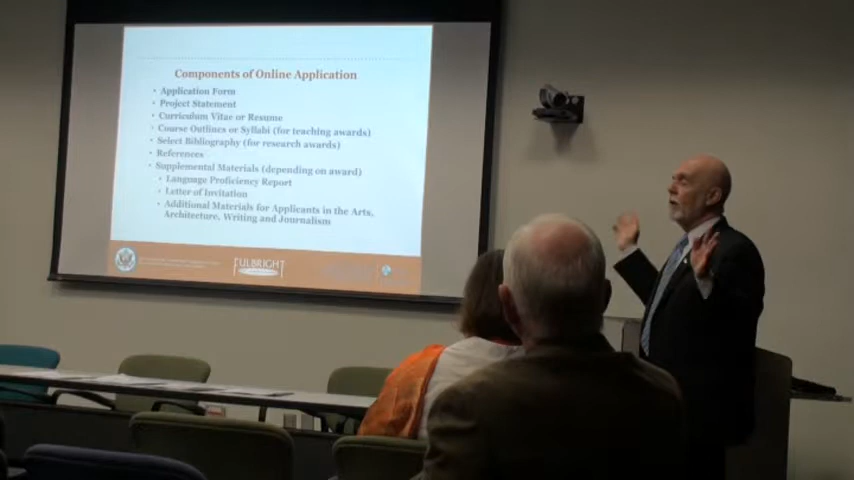 Components of Online Application
• Application Form
• Project Statement
• Curriculum Vitae or Resume
• Course Outlines or Syllabi (for teaching awards)
• Select Bibliography (for research awards)
• References
• Supplemental Materials (depending on award)
• Language Proficiency Report
• Letter of Invitation
• Additional Materials for Applicants in the Arts,
Architecture, Writing and Journalism
FULBRIGHT